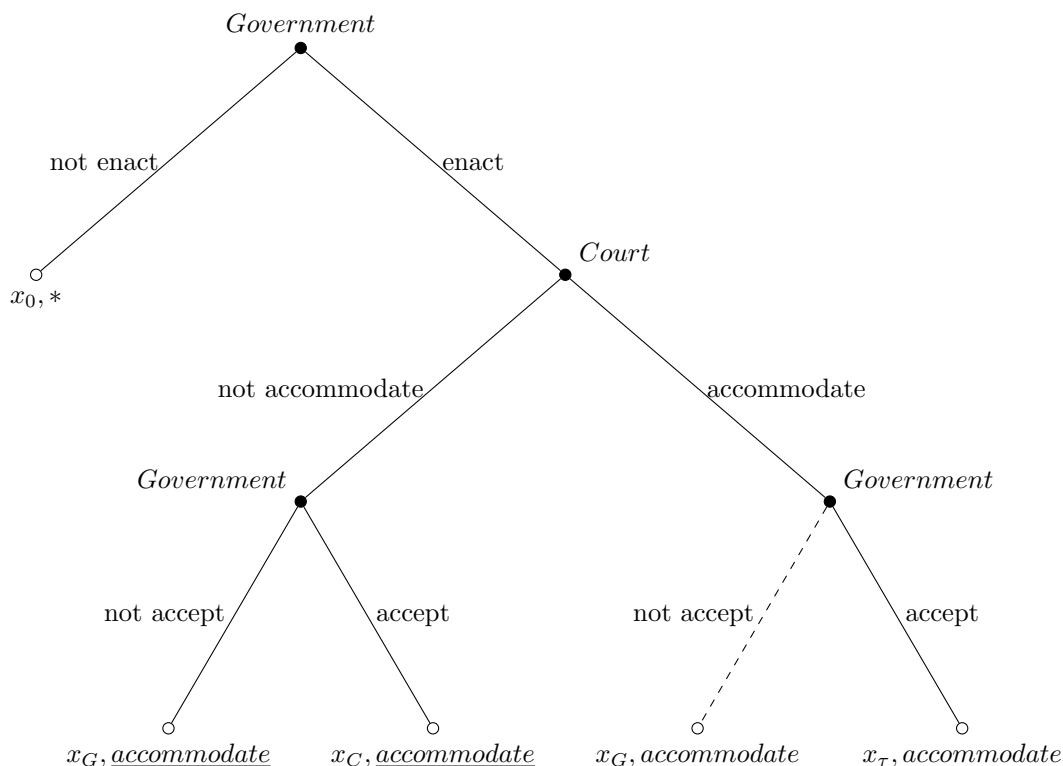 Government
not enact
enact
Court
x₀, *
not accommodate
accommodate
Government
Government
not accept
accept
not accept
accept
x_G, accommodate
x_C, accommodate
x_G, accommodate
x_τ, accommodate